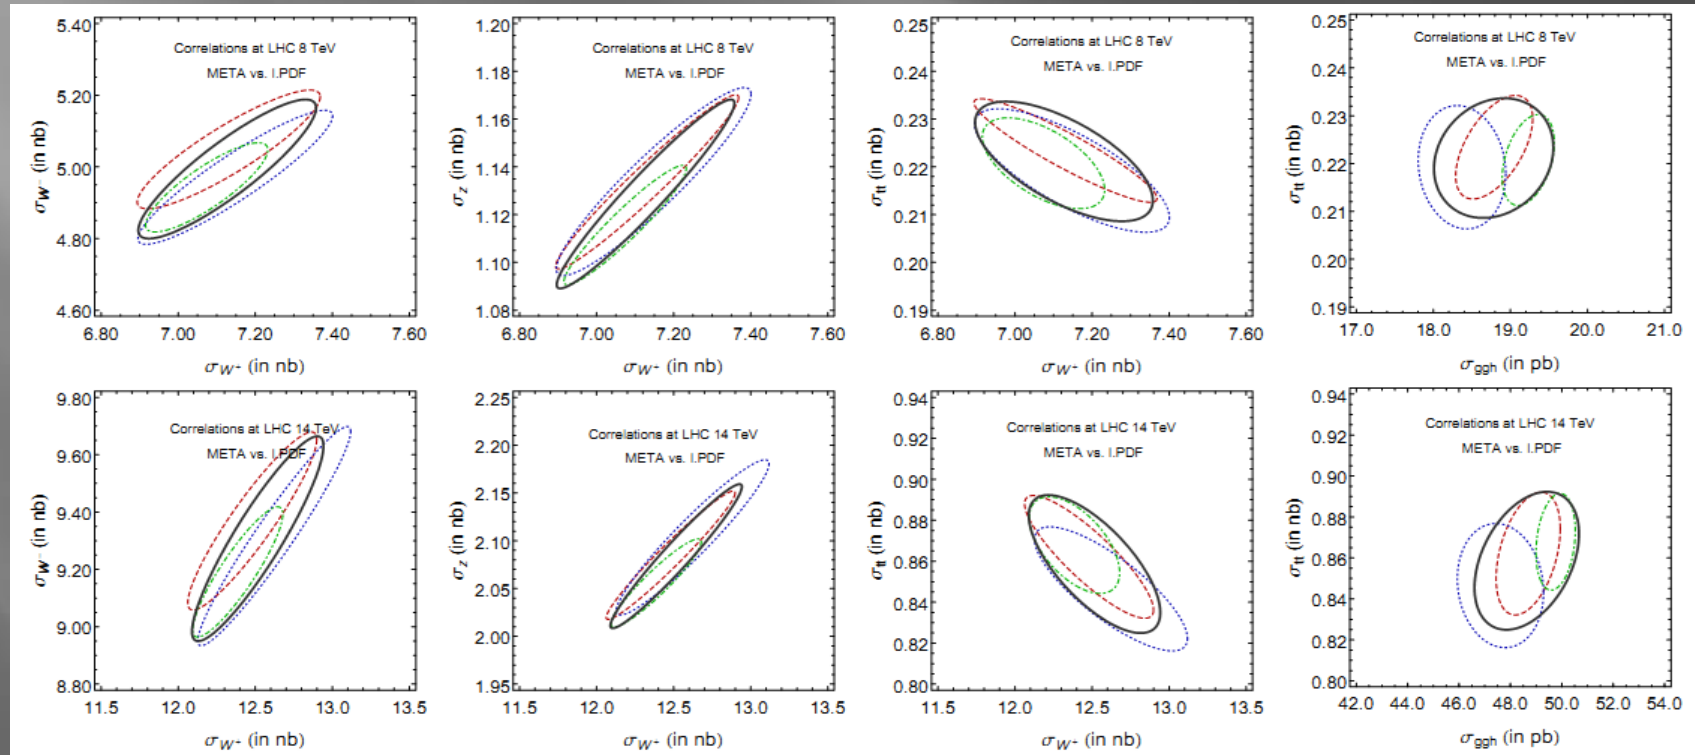 5.40
5.20
5.00
4.80
4.60
σW⁻ (in nb)
Correlations at LHC 8 TeV
META vs. I.PDF
6.80 7.00 7.20 7.40 7.60
σW⁺ (in nb)
1.20
1.18
1.16
1.14
1.12
1.10
1.08
σZ (in nb)
Correlations at LHC 8 TeV
META vs. I.PDF
6.80 7.00 7.20 7.40 7.60
σW⁺ (in nb)
0.25
0.24
0.23
0.22
0.21
0.20
0.19
σtt (in nb)
Correlations at LHC 8 TeV
META vs. I.PDF
6.80 7.00 7.20 7.40 7.60
σW⁺ (in nb)
0.25
0.24
0.23
0.22
0.21
0.20
0.19
σtt (in nb)
Correlations at LHC 8 TeV
META vs. I.PDF
17.0 18.0 19.0 20.0 21.0
σggh (in pb)
9.80
9.60
9.40
9.20
9.00
8.80
σW⁻ (in nb)
Correlations at LHC 14 TeV
META vs. I.PDF
11.5 12.0 12.5 13.0 13.5
σW⁺ (in nb)
2.25
2.20
2.15
2.10
2.05
2.00
1.95
σZ (in nb)
Correlations at LHC 14 TeV
META vs. I.PDF
11.5 12.0 12.5 13.0 13.5
σW⁺ (in nb)
0.94
0.92
0.90
0.88
0.86
0.84
0.82
0.80
σtt (in nb)
Correlations at LHC 14 TeV
META vs. I.PDF
11.5 12.0 12.5 13.0 13.5
σW⁺ (in nb)
0.94
0.92
0.90
0.88
0.86
0.84
0.82
0.80
σtt (in nb)
Correlations at LHC 14 TeV
META vs. I.PDF
42.0 44.0 46.0 48.0 50.0 52.0 54.0
σggh (in pb)